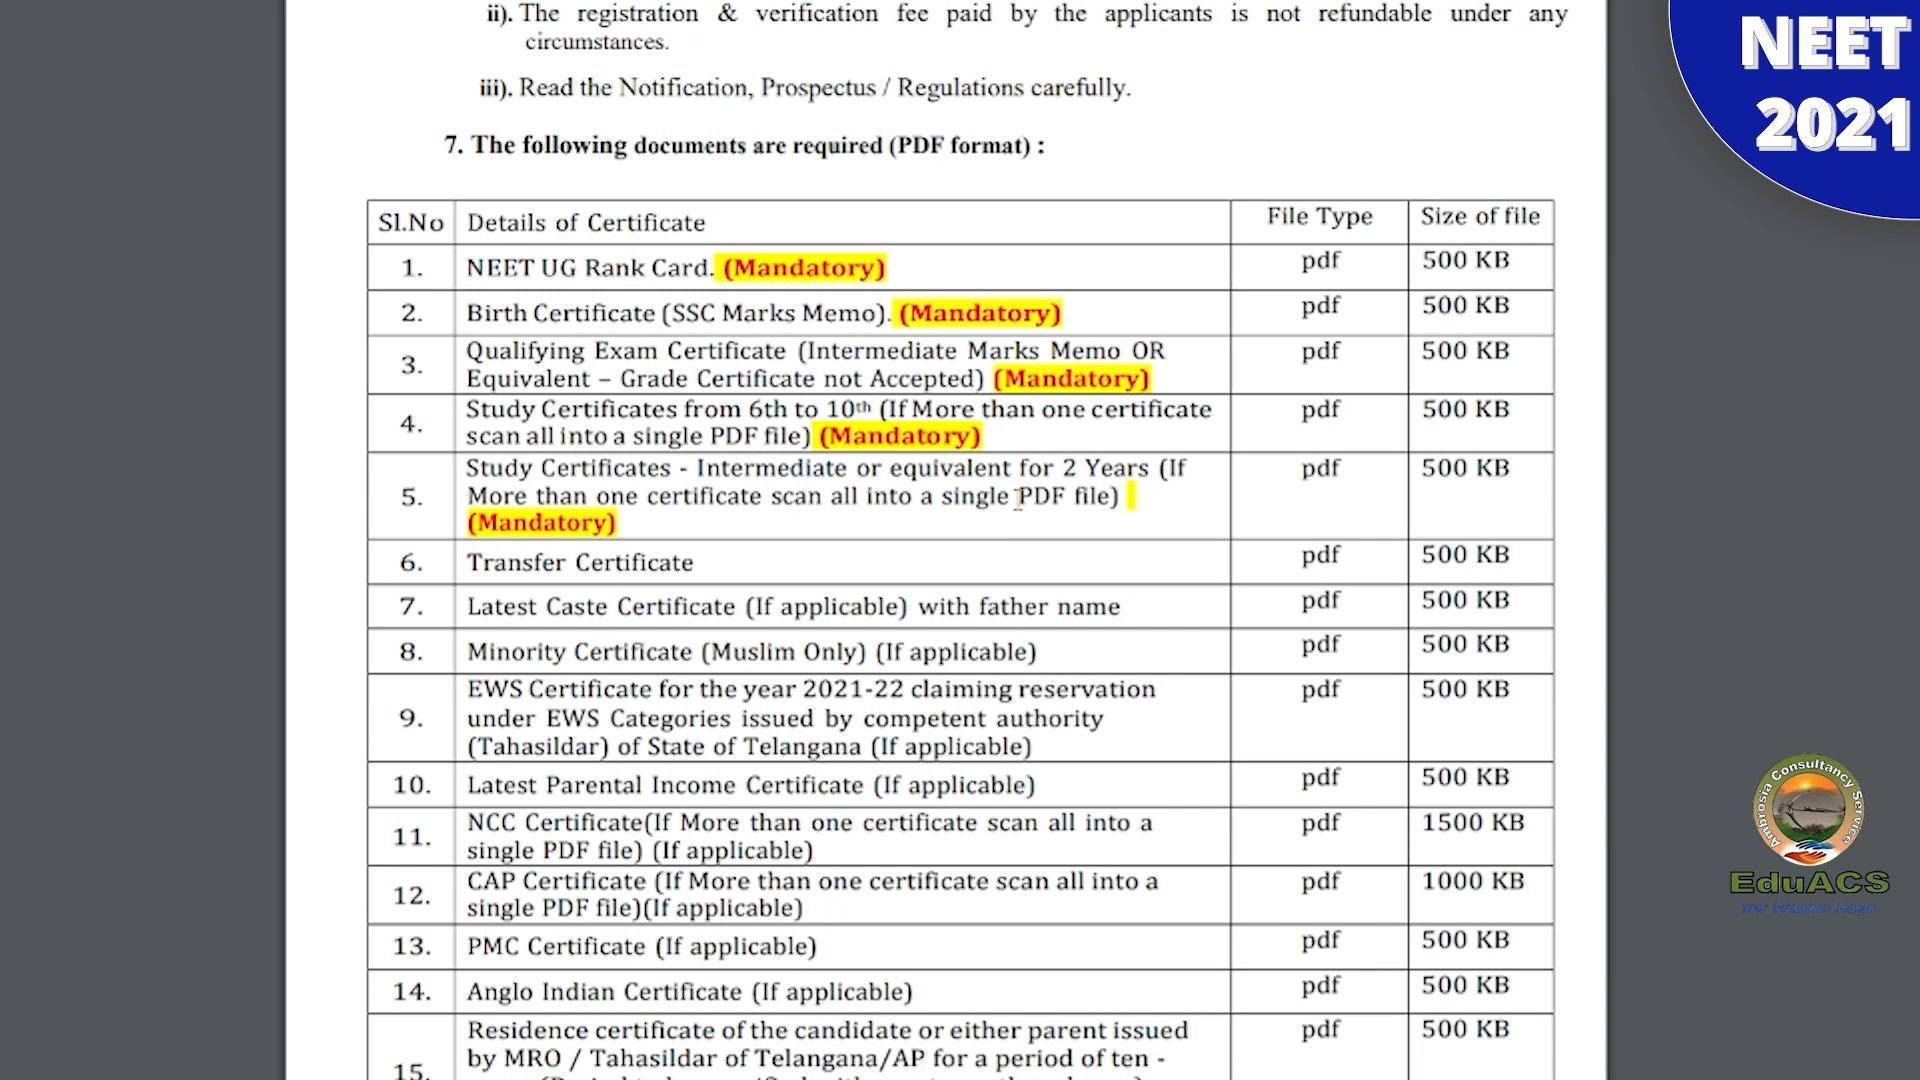 ii). The registration & verification fee paid by the applicants is not refundable under any
circumstances.
iii). Read the Notification, Prospectus / Regulations carefully.
7. The following documents are required (PDF format) :
Sl.No Details of Certificate File Type Size of file
1. NEET UG Rank Card. (Mandatory) pdf 500 KB
2. Birth Certificate (SSC Marks Memo). (Mandatory) pdf 500 KB
3. Qualifying Exam Certificate (Intermediate Marks Memo OR pdf 500 KB
Equivalent – Grade Certificate not Accepted) (Mandatory)
4. Study Certificates from 6th to 10th (If More than one certificate pdf 500 KB
scan all into a single PDF file) (Mandatory)
5. Study Certificates - Intermediate or equivalent for 2 Years (If pdf 500 KB
More than one certificate scan all into a single PDF file)
(Mandatory)
6. Transfer Certificate pdf 500 KB
7. Latest Caste Certificate (If applicable) with father name pdf 500 KB
8. Minority Certificate (Muslim Only) (If applicable) pdf 500 KB
9. EWS Certificate for the year 2021-22 claiming reservation pdf 500 KB
under EWS Categories issued by competent authority
(Tahasildar) of State of Telangana (If applicable)
10. Latest Parental Income Certificate (If applicable) pdf 500 KB
11. NCC Certificate(If More than one certificate scan all into a pdf 1500 KB
single PDF file) (If applicable)
12. CAP Certificate (If More than one certificate scan all into a pdf 1000 KB
single PDF file)(If applicable)
13. PMC Certificate (If applicable) pdf 500 KB
14. Anglo Indian Certificate (If applicable) pdf 500 KB
15. Residence certificate of the candidate or either parent issued pdf 500 KB
by MRO / Tahasildar of Telangana/AP for a period of ten -
NEET
2021
Ambrosia Consultancy Service
EduACS
Your Education Mentor